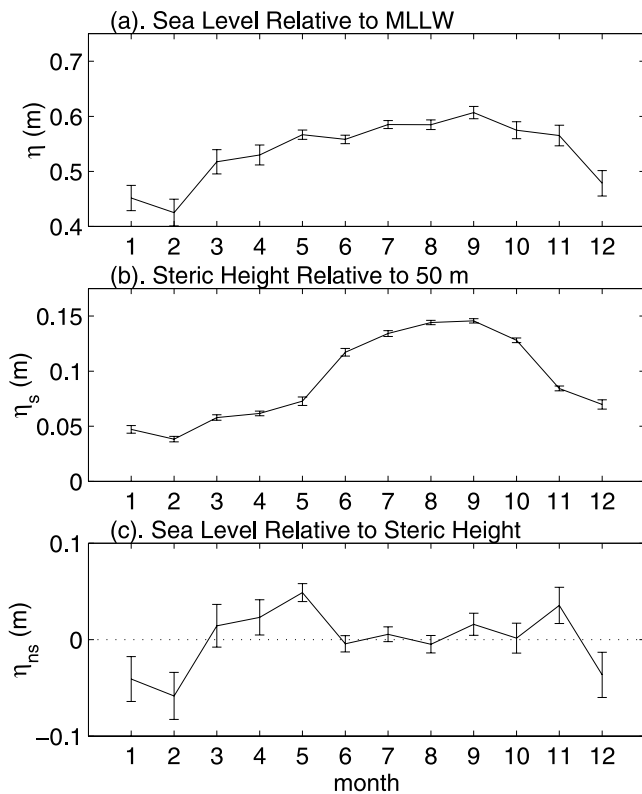 (a). Sea Level Relative to MLLW
0.7
0.6
0.5
0.4
η (m)
1 2 3 4 5 6 7 8 9 10 11 12
(b). Steric Height Relative to 50 m
0.15
0.1
0.05
0
ηs (m)
1 2 3 4 5 6 7 8 9 10 11 12
(c). Sea Level Relative to Steric Height
0.1
0
−0.1
ηns (m)
1 2 3 4 5 6 7 8 9 10 11 12
month